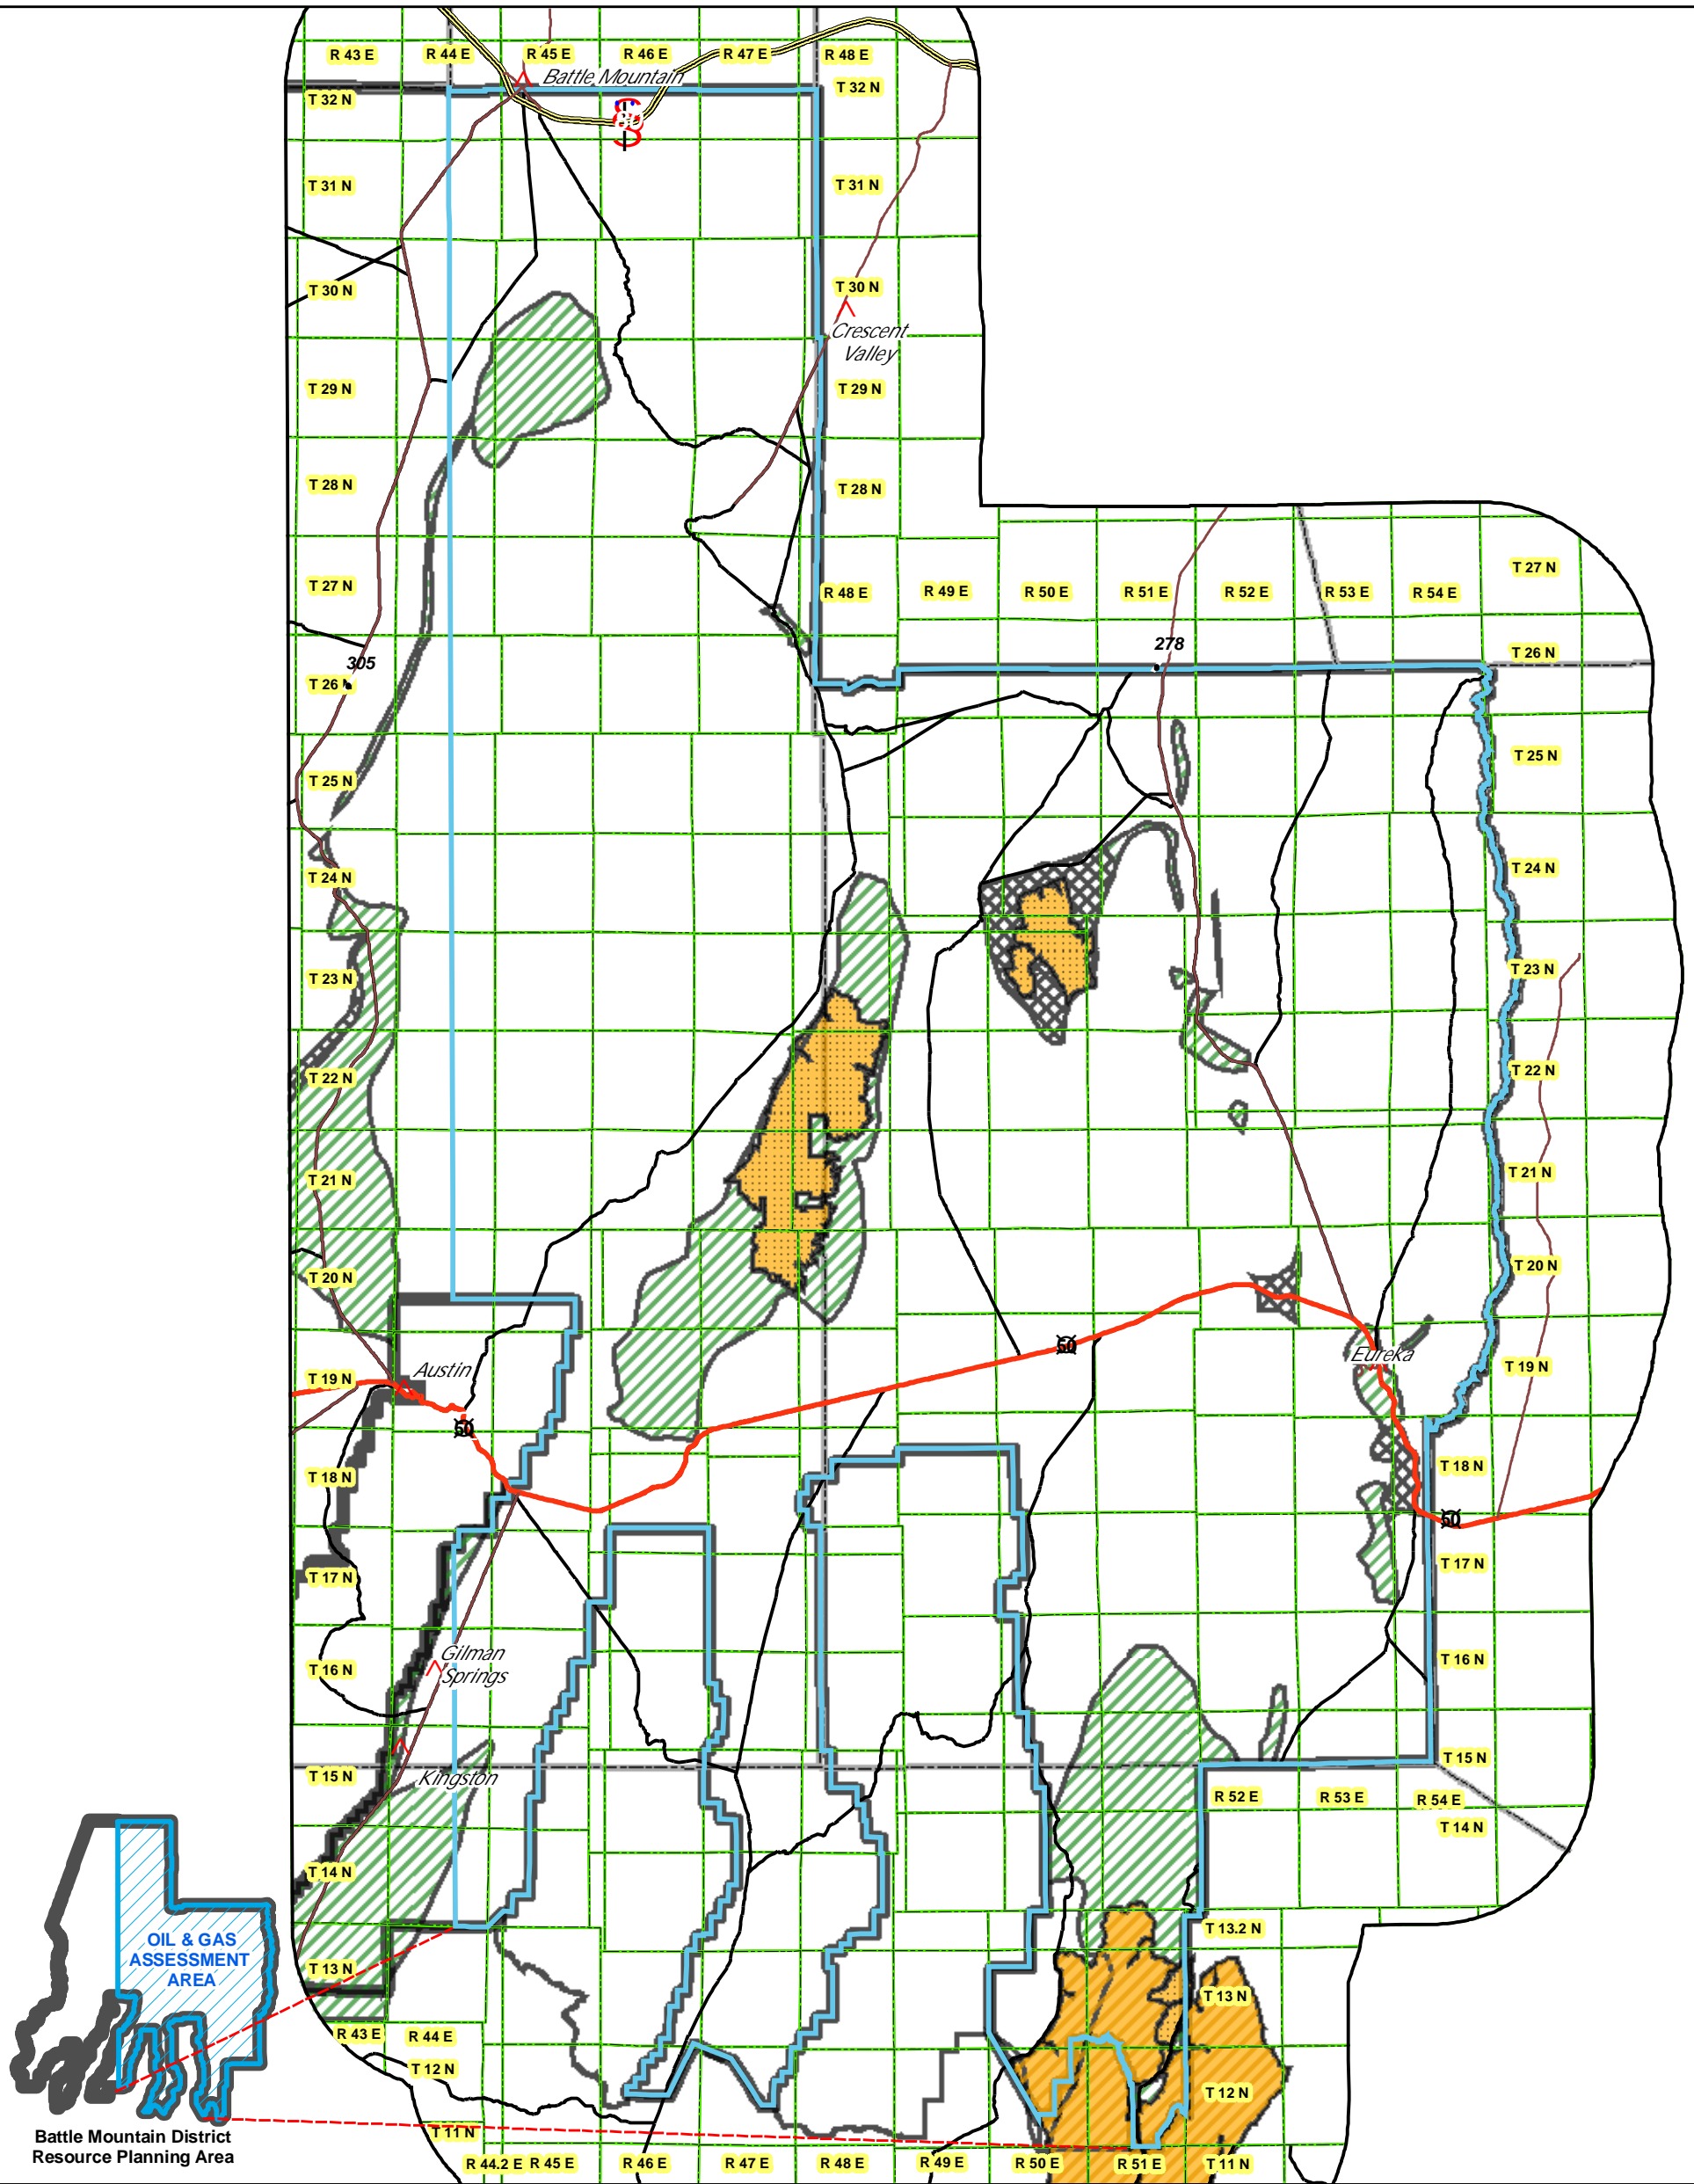 R 43 E
R 44 E
R 45 E
R 46 E
R 47 E
R 48 E
Battle Mountain
T 32 N
T 32 N
80
T 31 N
T 31 N
T 30 N
T 30 N
Crescent
Valley
T 29 N
T 29 N
T 28 N
T 28 N
T 27 N
R 48 E
R 49 E
R 50 E
R 51 E
R 52 E
R 53 E
R 54 E
T 27 N
305
278
T 26 N
T 26
T 25 N
T 25 N
T 24 N
T 24 N
T 23 N
T 23 N
T 22 N
T 22 N
T 21 N
T 21 N
T 20 N
T 20 N
50
Eureka
Austin
T 19 N
T 19 N
50
T 18 N
T 18 N
50
T 17 N
T 17 N
Gilman
Springs
T 16 N
T 16 N
T 15 N
Kingston
T 15 N
R 52 E
R 53 E
R 54 E
T 14 N
T 14 N
T 13.2 N
OIL & GAS
ASSESSMENT
AREA
T 13 N
T 13 N
R 43 E
R 44 E
T 12 N
T 12 N
T 11 N
Battle Mountain District
Resource Planning Area
R 44.2 E
R 45 E
R 46 E
R 47 E
R 48 E
R 49 E
R 50 E
R 51 E
T 11 N